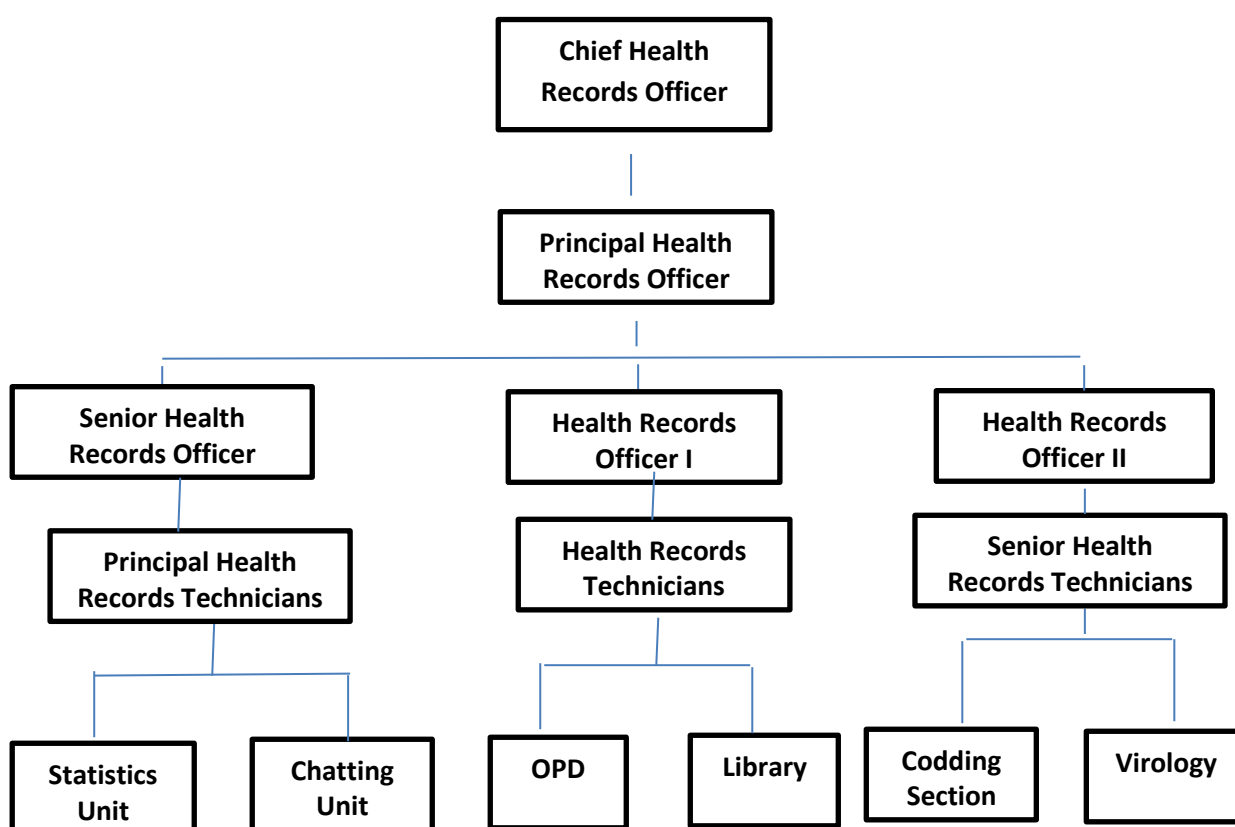 Chief Health
Records Officer
Principal Health
Records Officer
Senior Health
Records Officer
Health Records
Officer I
Health Records
Officer II
Principal Health
Records Technicians
Health Records
Technicians
Senior Health
Records Technicians
Statistics
Unit
Chatting
Unit
OPD
Library
Codding
Section
Virology